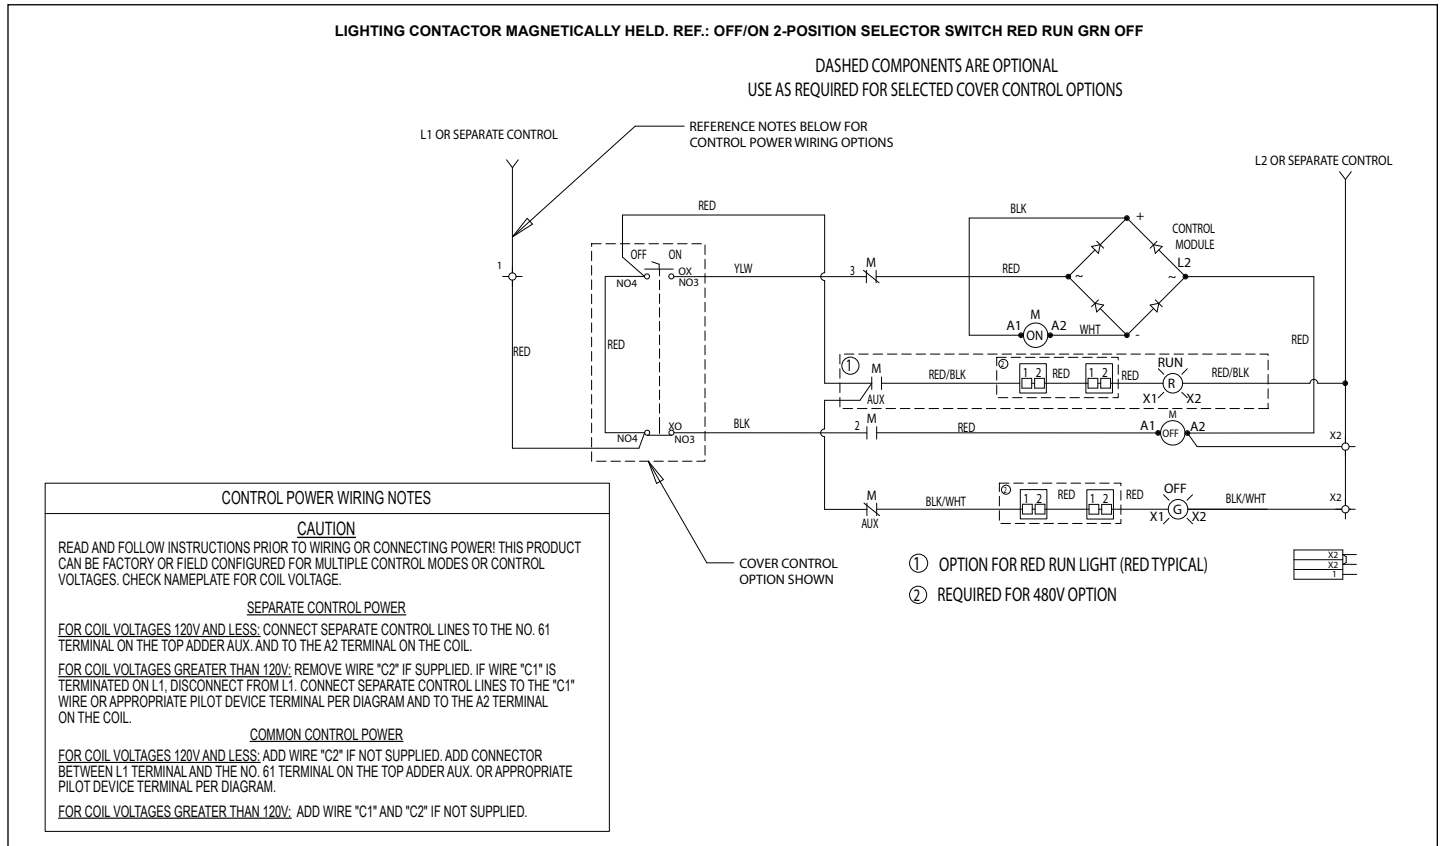 LIGHTING CONTACTOR MAGNETICALLY HELD. REF.: OFF/ON 2-POSITION SELECTOR SWITCH RED RUN GRN OFF
DASHED COMPONENTS ARE OPTIONAL
USE AS REQUIRED FOR SELECTED COVER CONTROL OPTIONS
L1 OR SEPARATE CONTROL
REFERENCE NOTES BELOW FOR
CONTROL POWER WIRING OPTIONS
L2 OR SEPARATE CONTROL
RED
BLK
+
CONTROL
MODULE
OFF ON
1
OX
NO4 NO3
YLW
3 M
RED
~ ~
L2
M
A1 ON A2 WHT
-
RED
RED
RED
1
M
AUX
RED/BLK
2
1 2 RED 1 2 RED
RUN
R
X1 X2
RED/BLK
XO
NO4 NO3
BLK
2 M
RED
M
A1 OFF A2
X2
M
AUX
BLK/WHT
2
1 2 RED 1 2 RED
OFF
G
X1 X2
BLK/WHT
X2
COVER CONTROL
OPTION SHOWN
1 OPTION FOR RED RUN LIGHT (RED TYPICAL)
2 REQUIRED FOR 480V OPTION
X2
X2
1
CONTROL POWER WIRING NOTES
CAUTION
READ AND FOLLOW INSTRUCTIONS PRIOR TO WIRING OR CONNECTING POWER! THIS PRODUCT
CAN BE FACTORY OR FIELD CONFIGURED FOR MULTIPLE CONTROL MODES OR CONTROL
VOLTAGES. CHECK NAMEPLATE FOR COIL VOLTAGE.
SEPARATE CONTROL POWER
FOR COIL VOLTAGES 120V AND LESS: CONNECT SEPARATE CONTROL LINES TO THE NO. 61
TERMINAL ON THE TOP ADDER AUX. AND TO THE A2 TERMINAL ON THE COIL.
FOR COIL VOLTAGES GREATER THAN 120V: REMOVE WIRE "C2" IF SUPPLIED. IF WIRE "C1" IS
TERMINATED ON L1, DISCONNECT FROM L1. CONNECT SEPARATE CONTROL LINES TO THE "C1"
WIRE OR APPROPRIATE PILOT DEVICE TERMINAL PER DIAGRAM AND TO THE A2 TERMINAL
ON THE COIL.
COMMON CONTROL POWER
FOR COIL VOLTAGES 120V AND LESS: ADD WIRE "C2" IF NOT SUPPLIED. ADD CONNECTOR
BETWEEN L1 TERMINAL AND THE NO. 61 TERMINAL ON THE TOP ADDER AUX. OR APPROPRIATE
PILOT DEVICE TERMINAL PER DIAGRAM.
FOR COIL VOLTAGES GREATER THAN 120V: ADD WIRE "C1" AND "C2" IF NOT SUPPLIED.